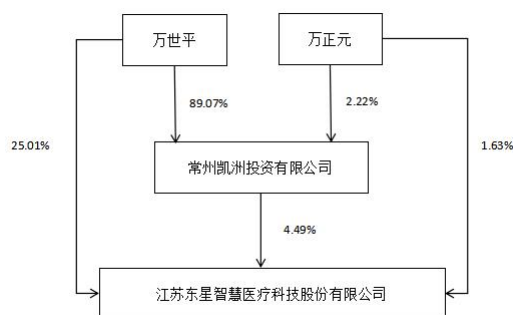 万世平
万正元
89.07%
2.22%
25.01%
1.63%
常州凯洲投资有限公司
4.49%
江苏东星智慧医疗科技股份有限公司